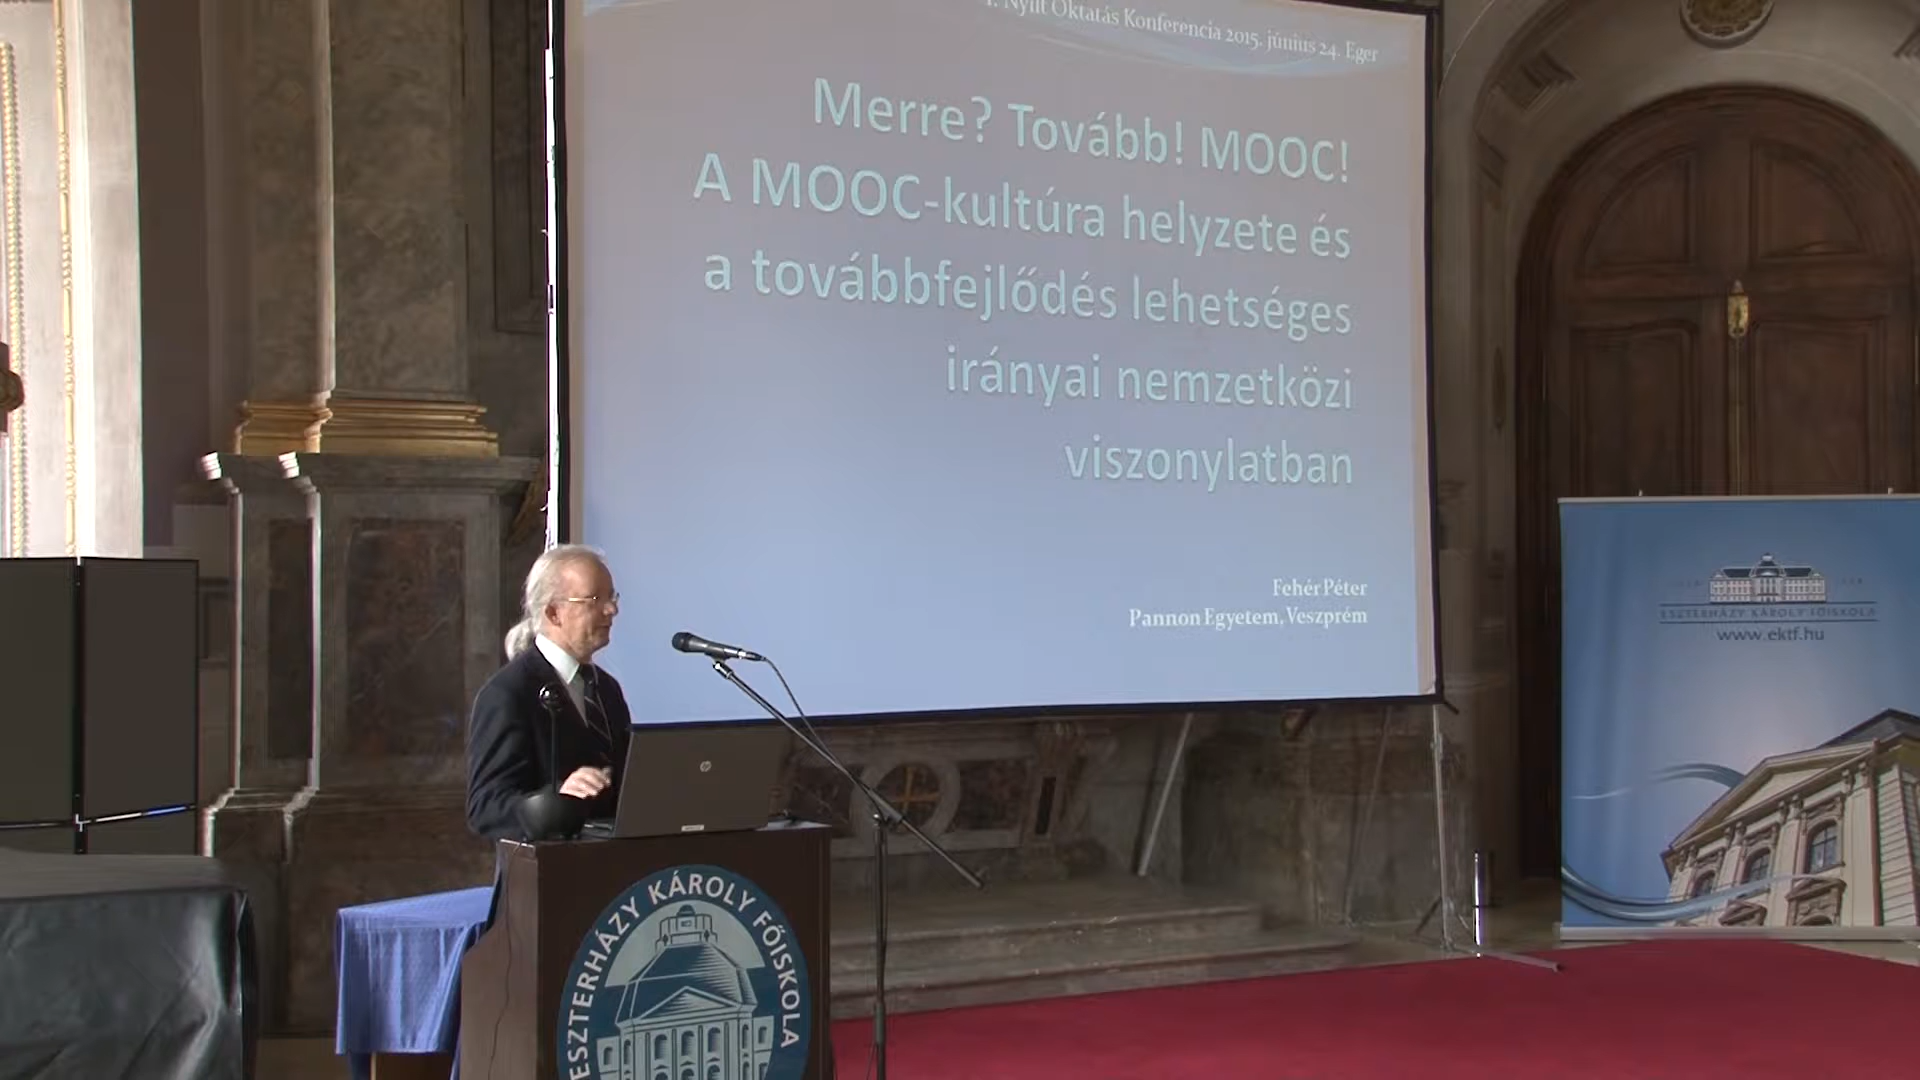 Nyílt Oktatás Konferencia 2015. június 24. Eger
Merre? Tovább! MOOC!
A MOOC-kultúra helyzete és
a továbbfejlődés lehetséges
irányai nemzetközi
viszonylatban
Fehér Péter
Pannon Egyetem, Veszprém
ESZTERHÁZY KÁROLY FŐISKOLA
www.ektf.hu
hp
ESZTERHÁZY KÁROLY FŐISKOLA